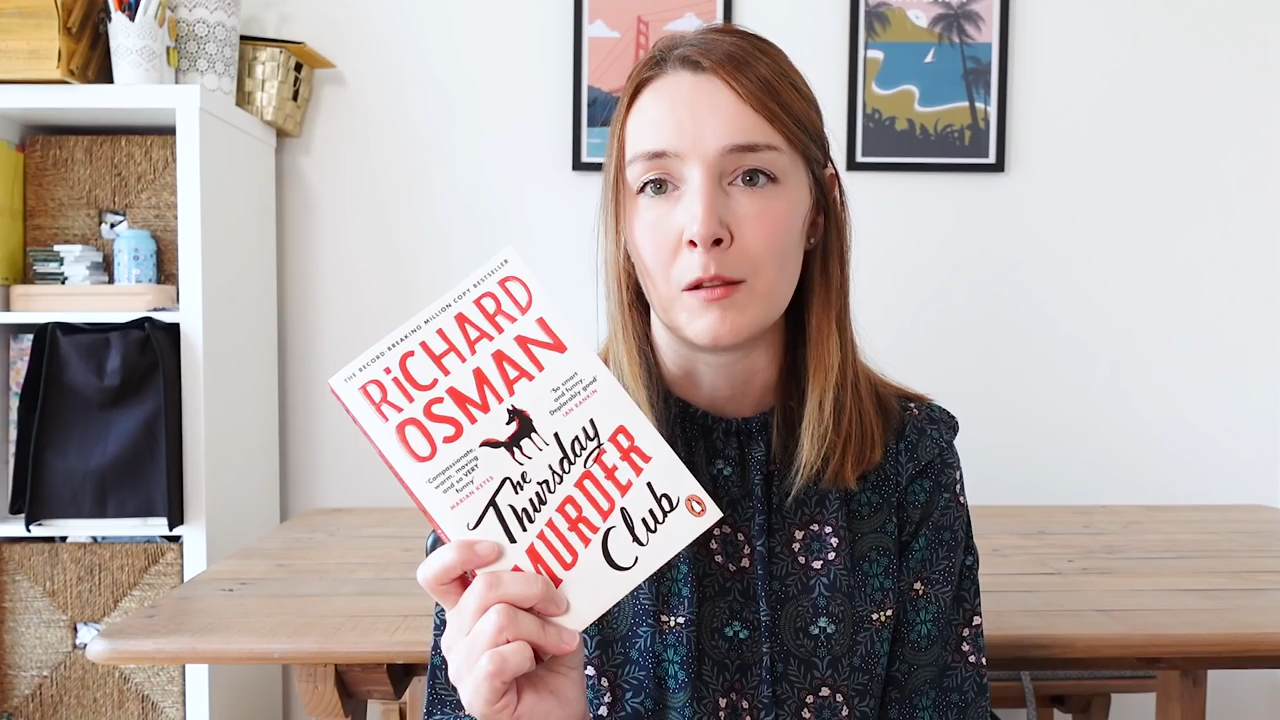 THE RECORD-BREAKING MILLION COPY BESTSELLER
RiCHARD
OSMAN
'So smart
and funny.
Deplorably good'
IAN RANKIN
'Compassionate,
warm, moving
and so VERY
funny'
MARIAN KEYES
The
Thursday
MURDER
Club